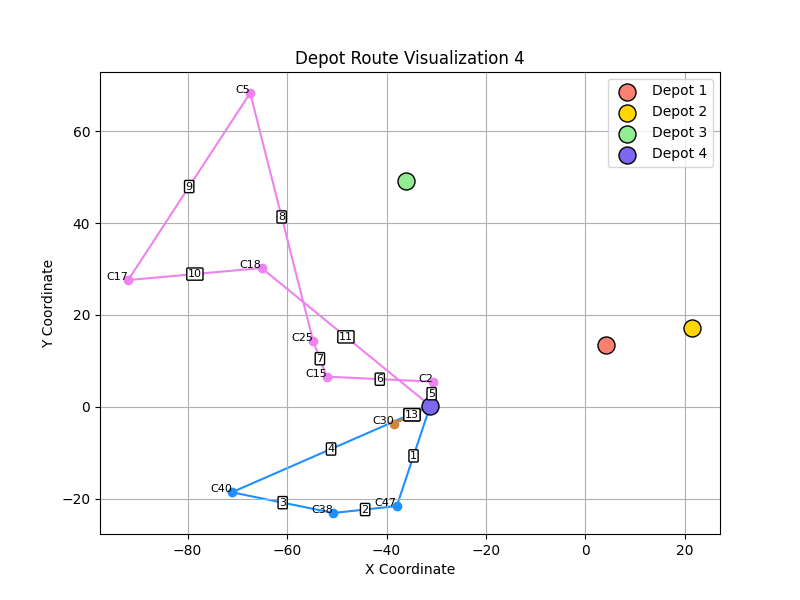 Depot Route Visualization 4
Depot 1
Depot 2
Depot 3
Depot 4
Y Coordinate
60
40
20
0
−20
C5
9
8
C17
10
C18
11
C25
7
C15
6
C2
5
13
C30
4
1
C40
3
C38
2
C47
−80
−60
−40
−20
0
20
X Coordinate